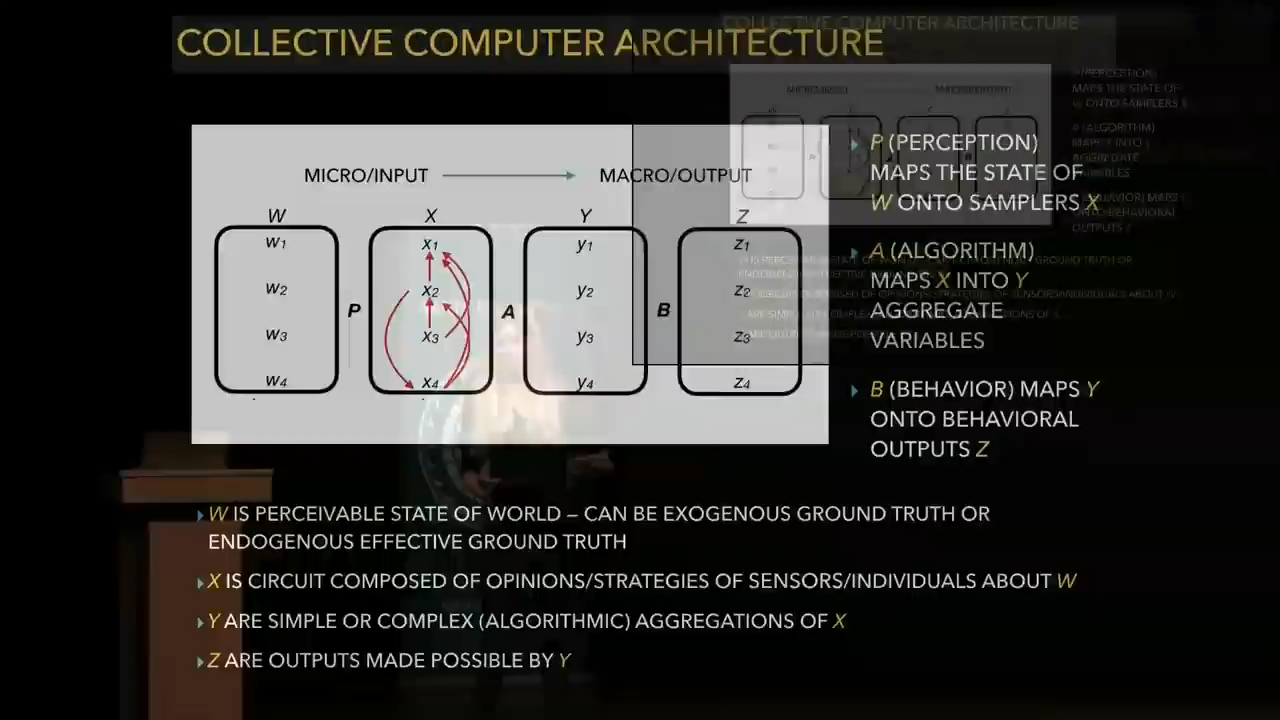 COLLECTIVE COMPUTER ARCHITECTURE
COLLECTIVE COMPUTER ARCHITECTURE
MICRO/INPUT MACRO/OUTPUT
W X Y Z
w1 x1 y1 z1
w2 x2 y2 z2
P A B
w3 x3 y3 z3
w4 x4 y4 z4
P (PERCEPTION)
MAPS THE STATE OF
W ONTO SAMPLERS X
A (ALGORITHM)
MAPS X INTO Y
AGGREGATE
VARIABLES
B (BEHAVIOR) MAPS Y
ONTO BEHAVIORAL
OUTPUTS Z
W IS PERCEIVABLE STATE OF WORLD – CAN BE EXOGENOUS GROUND TRUTH OR
ENDOGENOUS EFFECTIVE GROUND TRUTH
X IS CIRCUIT COMPOSED OF OPINIONS/STRATEGIES OF SENSORS/INDIVIDUALS ABOUT W
Y ARE SIMPLE OR COMPLEX (ALGORITHMIC) AGGREGATIONS OF X
Z ARE OUTPUTS MADE POSSIBLE BY Y